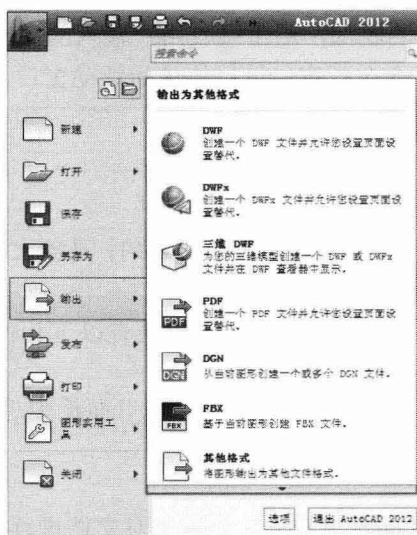 AutoCAD 2012
搜索命令
输出为其他格式
新建
打开
保存
另存为
输出
发布
打印
图形实用工
具
关闭
DWF
创建一个 DWF 文件并允许您设置页面设
置替代。
DWFx
创建一个 DWFx 文件并允许您设置页面设
置替代。
三维 DWF
为您的三维模型创建一个 DWF 或 DWFx
文件并在 DWF 查看器中显示。
PDF
PDF
创建一个 PDF 文件并允许您设置页面设
置替代。
DGN
DGN
从当前图形创建一个或多个 DGN 文件。
FBX
FBX
基于当前图形创建 FBX 文件。
其他格式
将图形输出为其他文件格式。
选项
退出 AutoCAD 2012